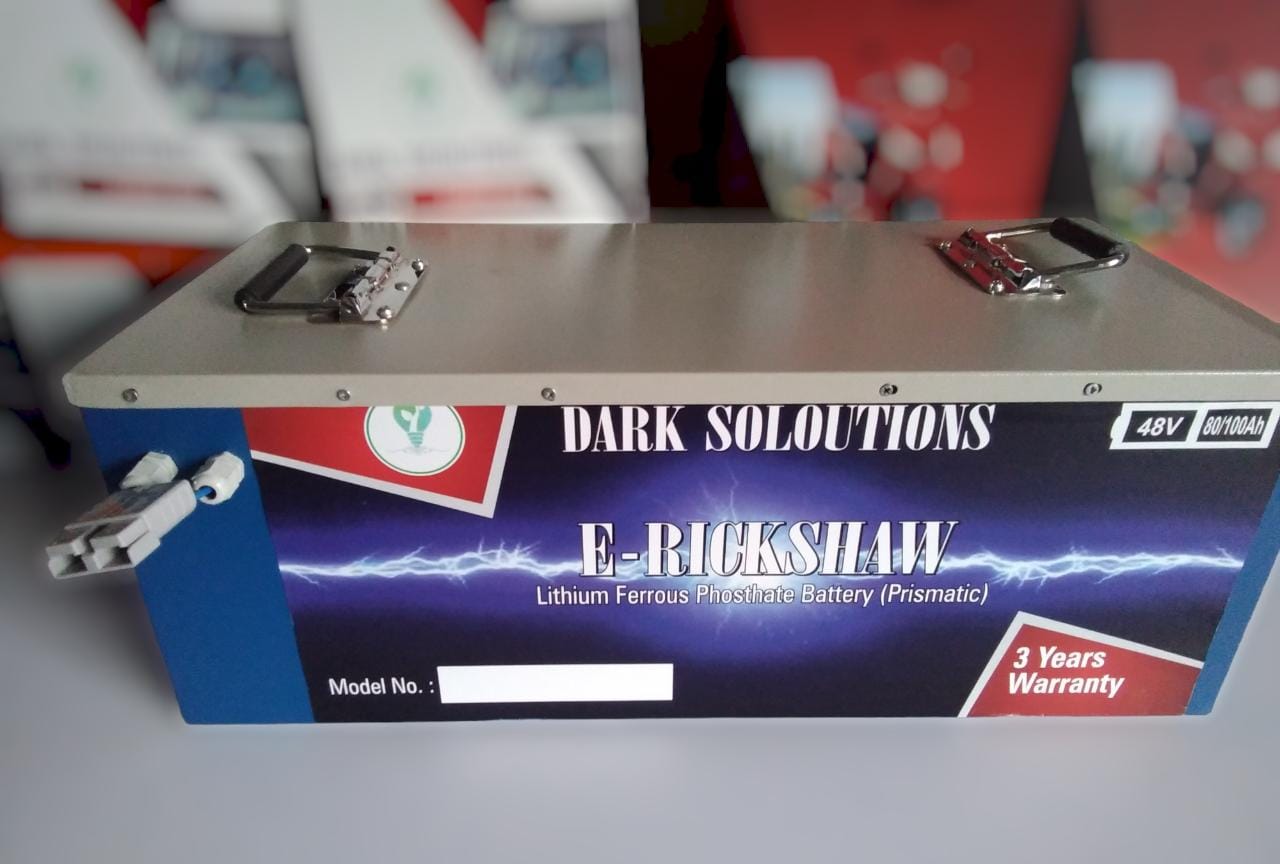 DARK SOLOUTIONS
48V 80/100Ah
E-RICKSHAW
Lithium Ferrous Phosthate Battery (Prismatic)
Model No. :
3 Years
Warranty